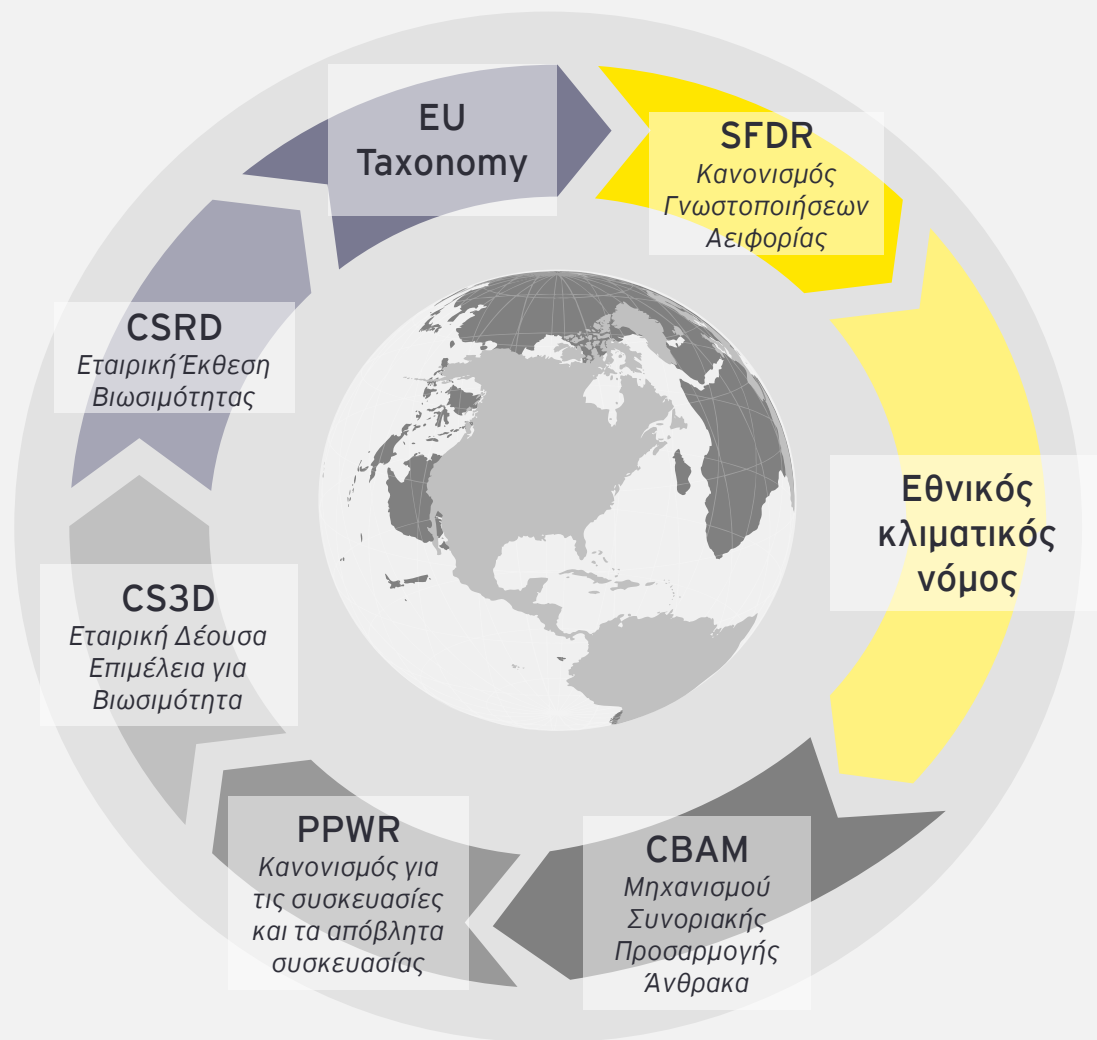 EU
Taxonomy
SFDR
Κανονισμός
Γνωστοποιήσεων
Αειφορίας
Εθνικός
κλιματικός
νόμος
CBAM
Μηχανισμού
Συνοριακής
Προσαρμογής
Άνθρακα
PPWR
Κανονισμός για
τις συσκευασίες
και τα απόβλητα
συσκευασίας
CS3D
Εταιρική Δέουσα
Επιμέλεια για
Βιωσιμότητα
CSRD
Εταιρική Έκθεση
Βιωσιμότητας